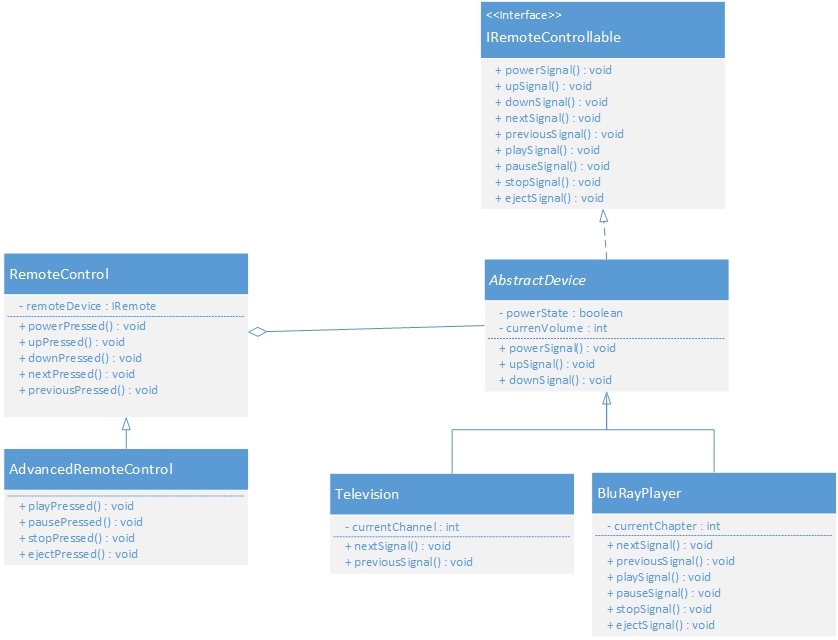 <<Interface>>
IRemoteControllable
+ powerSignal() : void
+ upSignal() : void
+ downSignal() : void
+ nextSignal() : void
+ previousSignal() : void
+ playSignal() : void
+ pauseSignal() : void
+ stopSignal() : void
+ ejectSignal() : void
RemoteControl
- remoteDevice : IRemote
+ powerPressed() : void
+ upPressed() : void
+ downPressed() : void
+ nextPressed() : void
+ previousPressed() : void
AbstractDevice
- powerState : boolean
- currenVolume : int
+ powerSignal() : void
+ upSignal() : void
+ downSignal() : void
AdvancedRemoteControl
+ playPressed() : void
+ pausePressed() : void
+ stopPressed() : void
+ ejectPressed() : void
Television
- currentChannel : int
+ nextSignal() : void
+ previousSignal() : void
BluRayPlayer
- currentChapter : int
+ nextSignal() : void
+ previousSignal() : void
+ playSignal() : void
+ pauseSignal() : void
+ stopSignal() : void
+ ejectSignal() : void